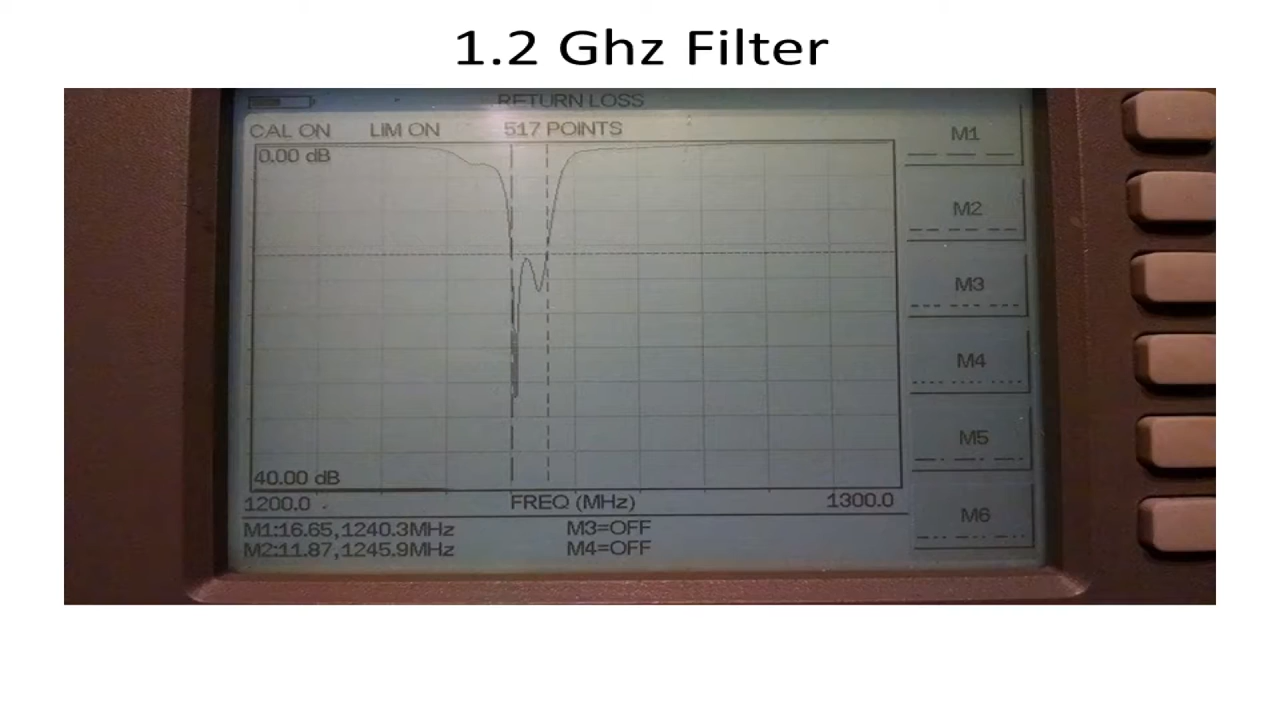 1.2 Ghz Filter
RETURN LOSS
CAL ON LIM ON 517 POINTS
M1
0.00 dB
M2
M3
M4
M5
40.00 dB
1200.0 FREQ (MHz) 1300.0
M6
M1:16.65,1240.3MHz M3=OFF
M2:11.87,1245.9MHz M4=OFF